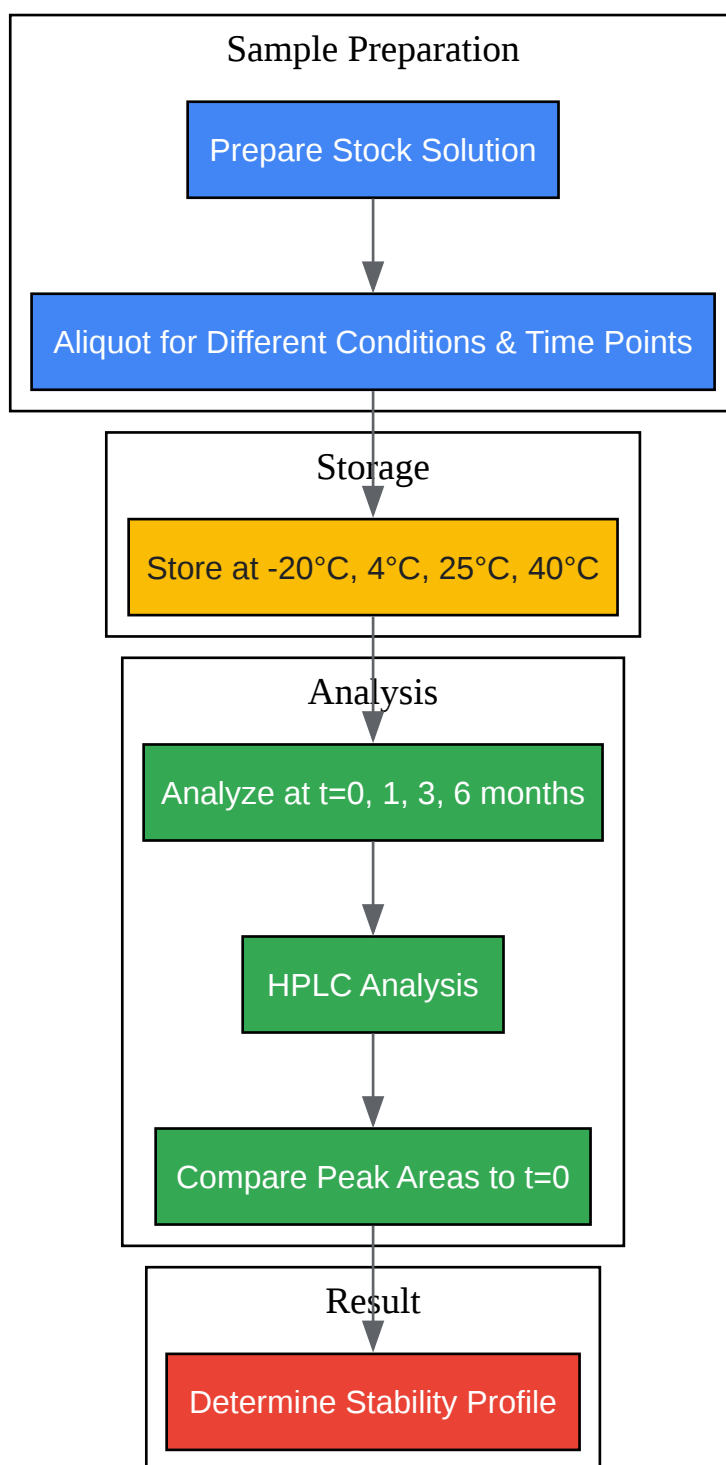 Sample Preparation
Prepare Stock Solution
Aliquot for Different Conditions & Time Points
Storage
Store at -20°C, 4°C, 25°C, 40°C
Analysis
Analyze at t=0, 1, 3, 6 months
HPLC Analysis
Compare Peak Areas to t=0
Result
Determine Stability Profile